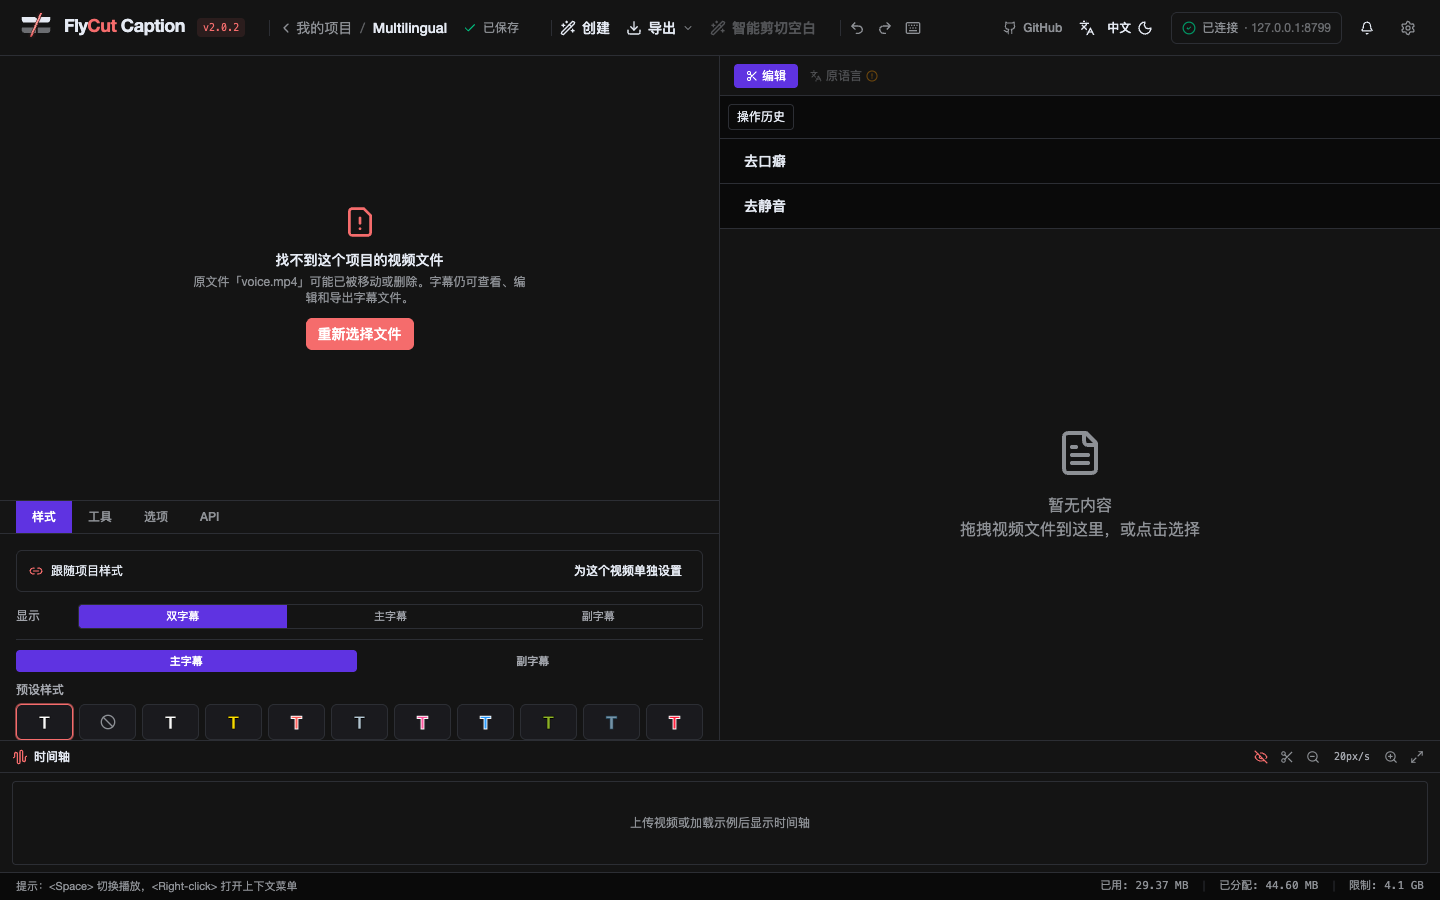 FlyCut Caption v2.0.2 我的项目 / Multilingual 已保存 创建 导出 智能剪切空白 GitHub 中文 已连接 · 127.0.0.1:8799
编辑 原语言
操作历史
去口癖
去静音
找不到这个项目的视频文件
原文件「voice.mp4」可能已被移动或删除。字幕仍可查看、编
辑和导出字幕文件。
重新选择文件
暂无内容
拖拽视频文件到这里，或点击选择
样式 工具 选项 API
跟随项目样式 为这个视频单独设置
显示 双字幕 主字幕 副字幕
主字幕 副字幕
预设样式
T T T T T T T T T T
时间轴 20px/s
上传视频或加载示例后显示时间轴
提示: <Space> 切换播放, <Right-click> 打开上下文菜单 已用: 29.37 MB 已分配: 44.60 MB 限制: 4.1 GB